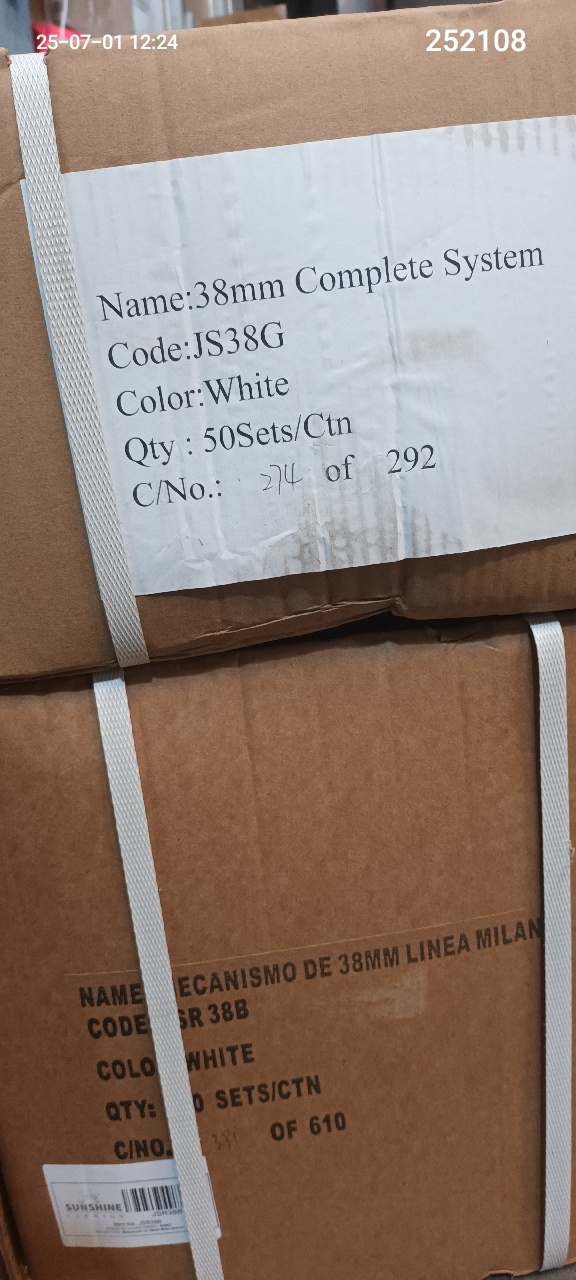 25-07-01 12:24
252108
Name:38mm Complete System
Code:JS38G
Color:White
Qty : 50Sets/Ctn
C/No.: 274 of 292
NAME ECANISMO DE 38MM LINEA MILAN
CODE SR 38B
COLO WHITE
QTY: 0 SETS/CTN
C/NO. 381 OF 610
SUNSHINE
JSR38B